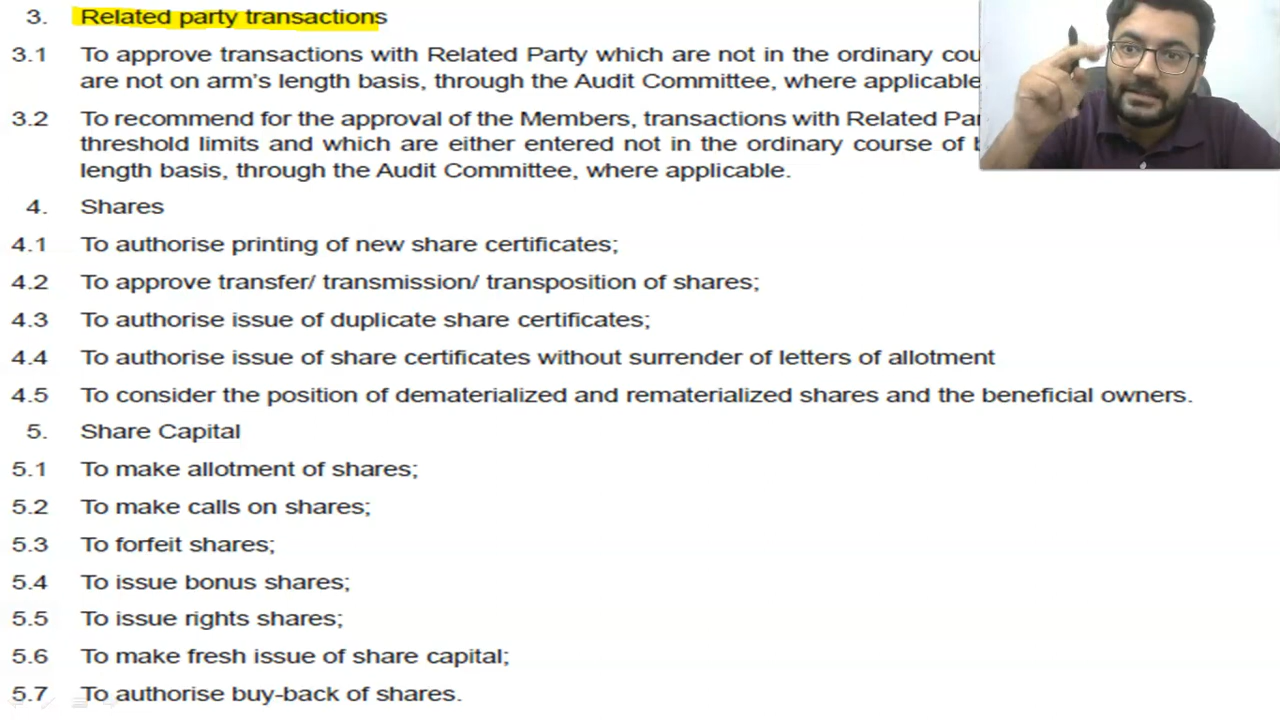 3. Related party transactions
3.1 To approve transactions with Related Party which are not in the ordinary
are not on arm's length basis, through the Audit Committee, where applicable
3.2 To recommend for the approval of the Members, transactions with Related
threshold limits and which are either entered not in the ordinary course of
length basis, through the Audit Committee, where applicable.
4. Shares
4.1 To authorise printing of new share certificates;
4.2 To approve transfer/ transmission/ transposition of shares;
4.3 To authorise issue of duplicate share certificates;
4.4 To authorise issue of share certificates without surrender of letters of allotment
4.5 To consider the position of dematerialized and rematerialized shares and the beneficial owners.
5. Share Capital
5.1 To make allotment of shares;
5.2 To make calls on shares;
5.3 To forfeit shares;
5.4 To issue bonus shares;
5.5 To issue rights shares;
5.6 To make fresh issue of share capital;
5.7 To authorise buy-back of shares.